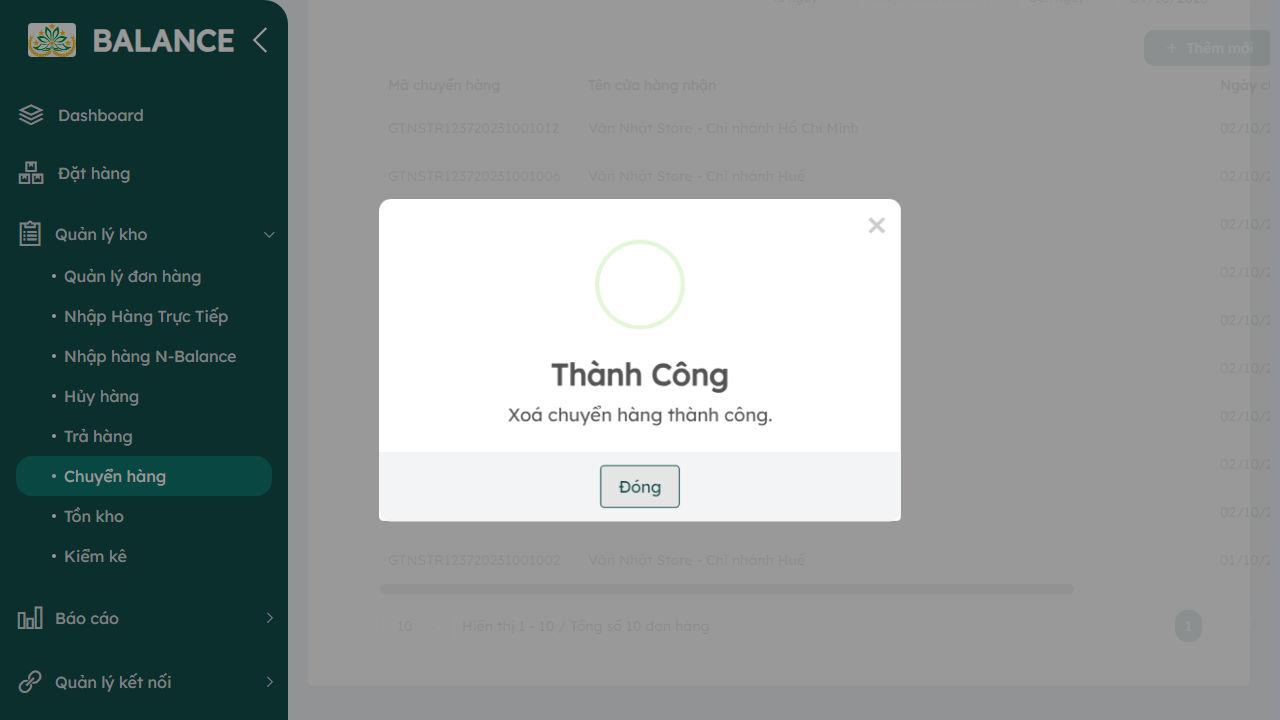 BALANCE
Dashboard
Đặt hàng
Quản lý kho
• Quản lý đơn hàng
• Nhập Hàng Trực Tiếp
• Nhập hàng N-Balance
• Hủy hàng
• Trả hàng
• Chuyển hàng
• Tồn kho
• Kiểm kê
Báo cáo
Quản lý kết nối
+ Thêm mới
Mã chuyển hàng Tên cửa hàng nhận Ngày
GTNSTR123720231001012 Văn Nhật Store - Chi nhánh Hồ Chí Minh 02/10/
GTNSTR123720231001006 Văn Nhật Store - Chi nhánh Huế 02/10/
02/10/
02/10/
02/10/
02/10/
02/10/
02/10/
02/10/
GTNSTR123720231001002 Văn Nhật Store - Chi nhánh Huế 01/10/
10 Hiển thị 1 - 10 / Tổng số 10 đơn hàng 1
×
Thành Công
Xoá chuyển hàng thành công.
Đóng